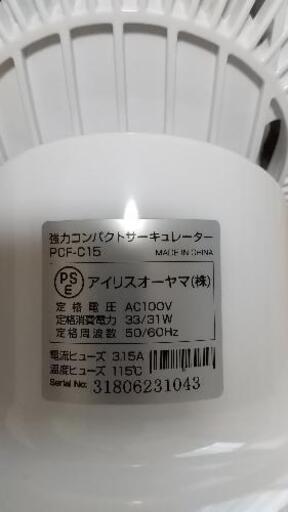 強力コンパクトサーキュレーター
PCF-C15 MADE IN CHINA
PSE アイリスオーヤマ(株)
定格電圧 AC100V
定格消費電力 33/31W
定格周波数 50/60Hz
電流ヒューズ 3.15A
温度ヒューズ 115℃
Serial No: 31806231043